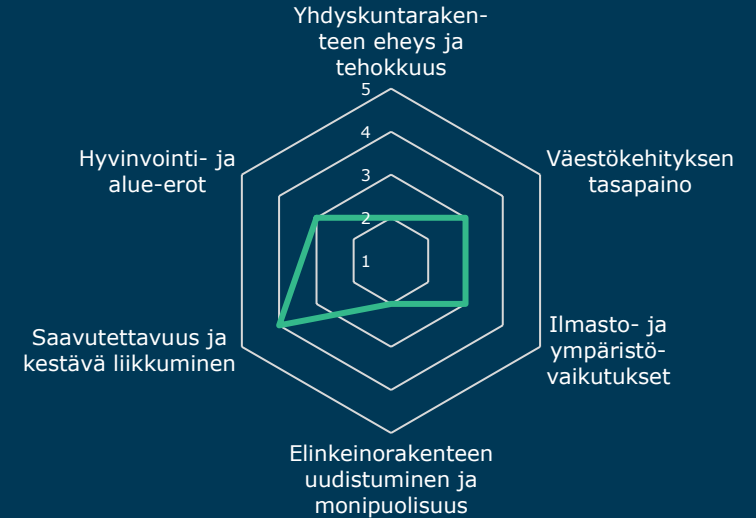 Yhdyskuntaraken-
teen eheys ja
tehokkuus
5
4
3
2
1
Väestökehityksen
tasapaino
Ilmasto- ja
ympäristö-
vaikutukset
Elinkeinorakenteen
uudistuminen ja
monipuolisuus
Saavutettavuus ja
kestävä liikkuminen
Hyvinvointi- ja
alue-erot